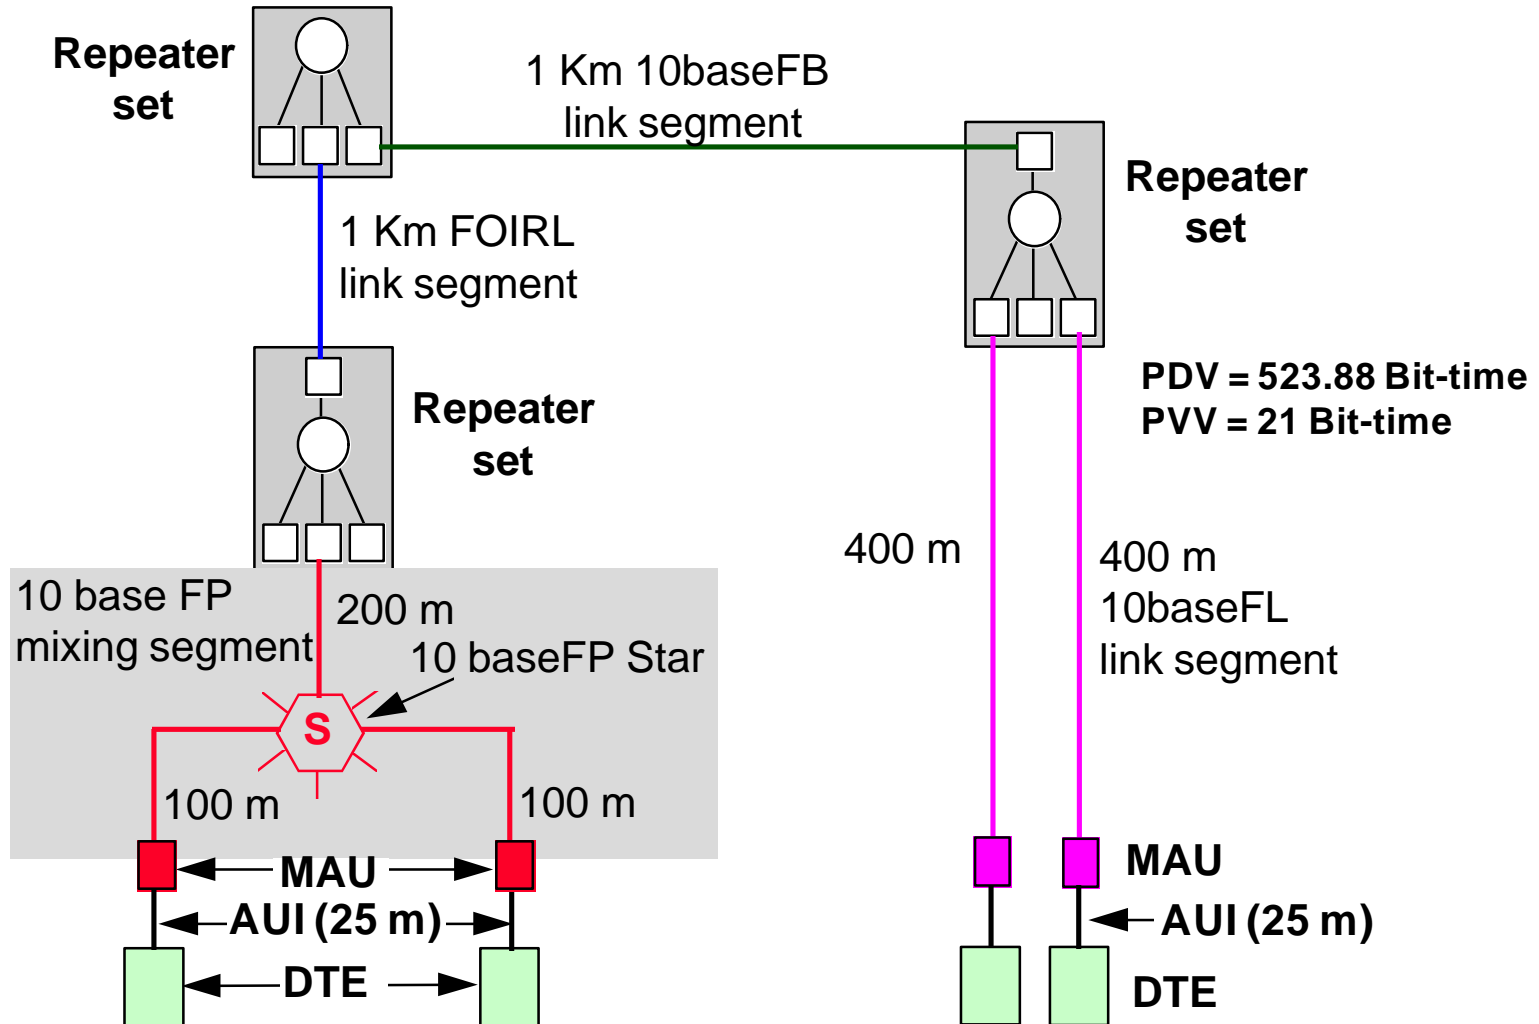 Repeater
set
1 Km 10baseFB
link segment
Repeater
set
1 Km FOIRL
link segment
PDV = 523.88 Bit-time
PVV = 21 Bit-time
Repeater
set
400 m
400 m
10baseFL
link segment
10 base FP
mixing segment
200 m
10 baseFP Star
S
100 m
100 m
MAU
MAU
AUI (25 m)
AUI (25 m)
DTE
DTE